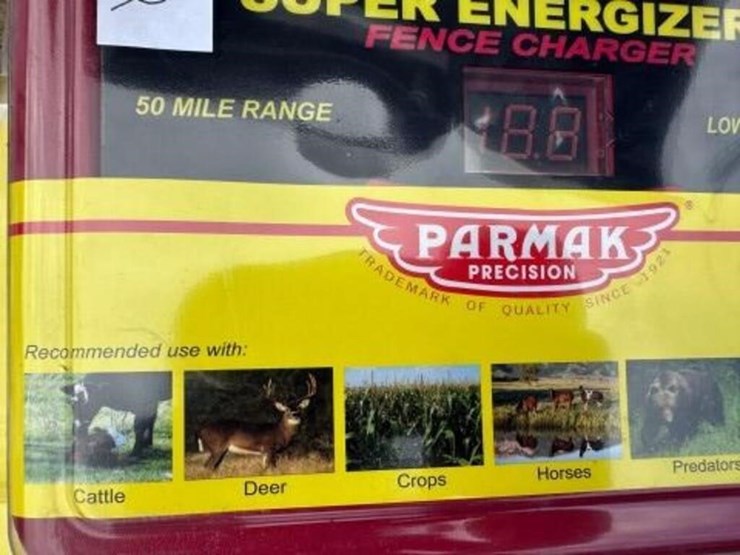 SUPER ENERGIZER
FENCE CHARGER
50 MILE RANGE
18.8
LOW
PARMAK®
PRECISION
TRADEMARK OF QUALITY SINCE 1921
Recommended use with:
Cattle
Deer
Crops
Horses
Predators